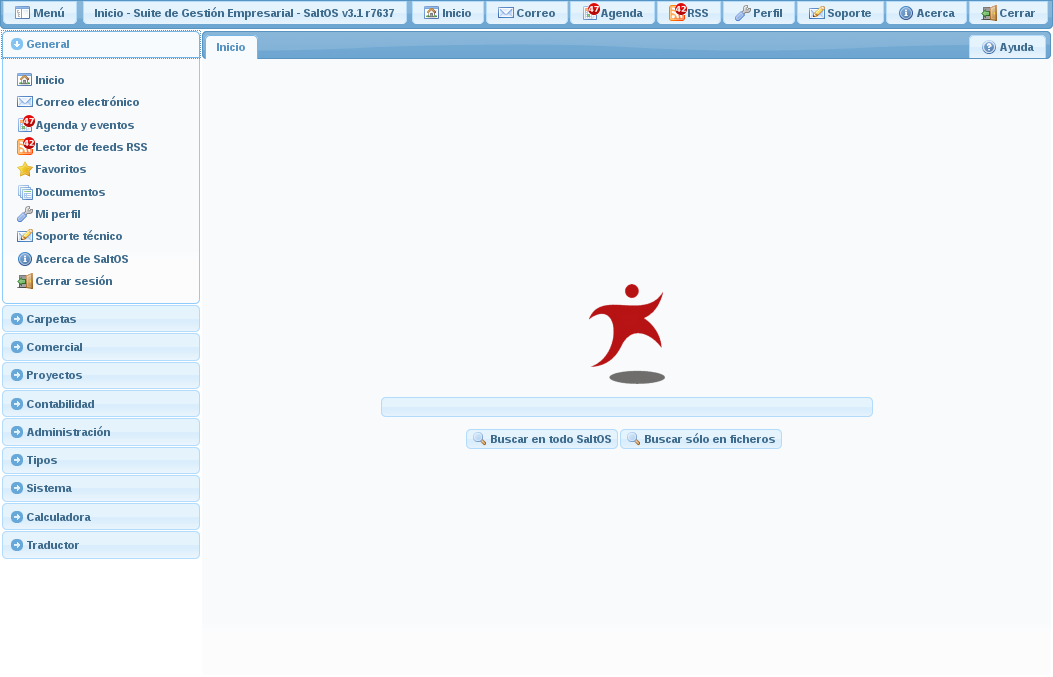 Menú
Inicio - Suite de Gestión Empresarial - SaltOS v3.1 r7637
Inicio
Correo
47
Agenda
42
RSS
Perfil
Soporte
Acerca
Cerrar
General
Inicio
Correo electrónico
47
Agenda y eventos
42
Lector de feeds RSS
Favoritos
Documentos
Mi perfil
Soporte técnico
Acerca de SaltOS
Cerrar sesión
Carpetas
Comercial
Proyectos
Contabilidad
Administración
Tipos
Sistema
Calculadora
Traductor
Inicio
Ayuda
Buscar en todo SaltOS
Buscar sólo en ficheros